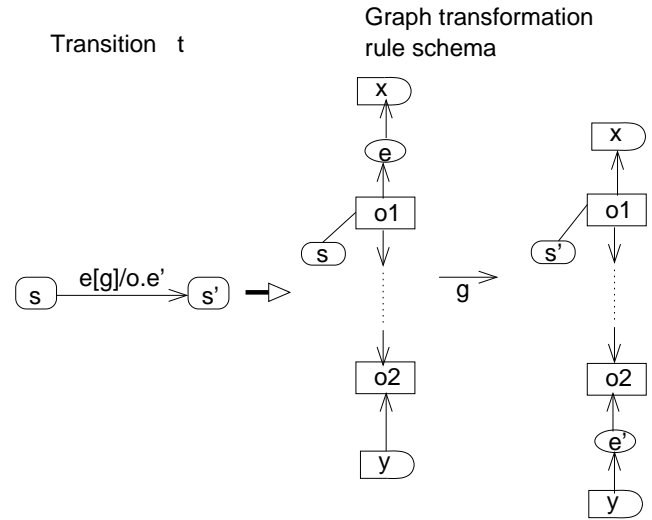 Transition t
Graph transformation
rule schema
s
e[g]/o.e'
s'
x
e
o1
s
o2
y
g
x
o1
s'
o2
e'
y